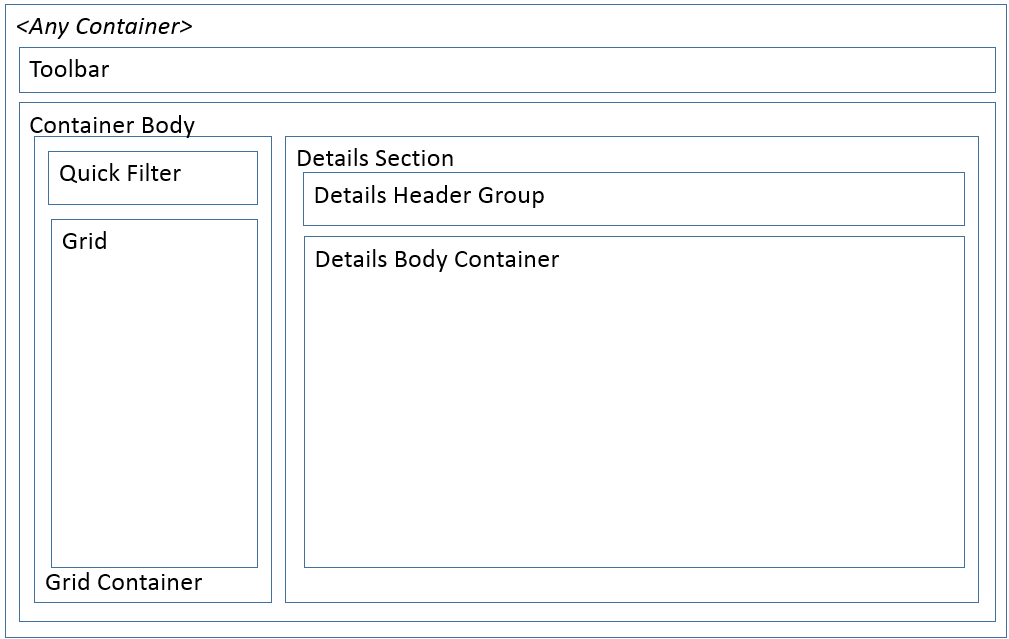 <Any Container>
Toolbar
Container Body
Quick Filter
Grid
Grid Container
Details Section
Details Header Group
Details Body Container